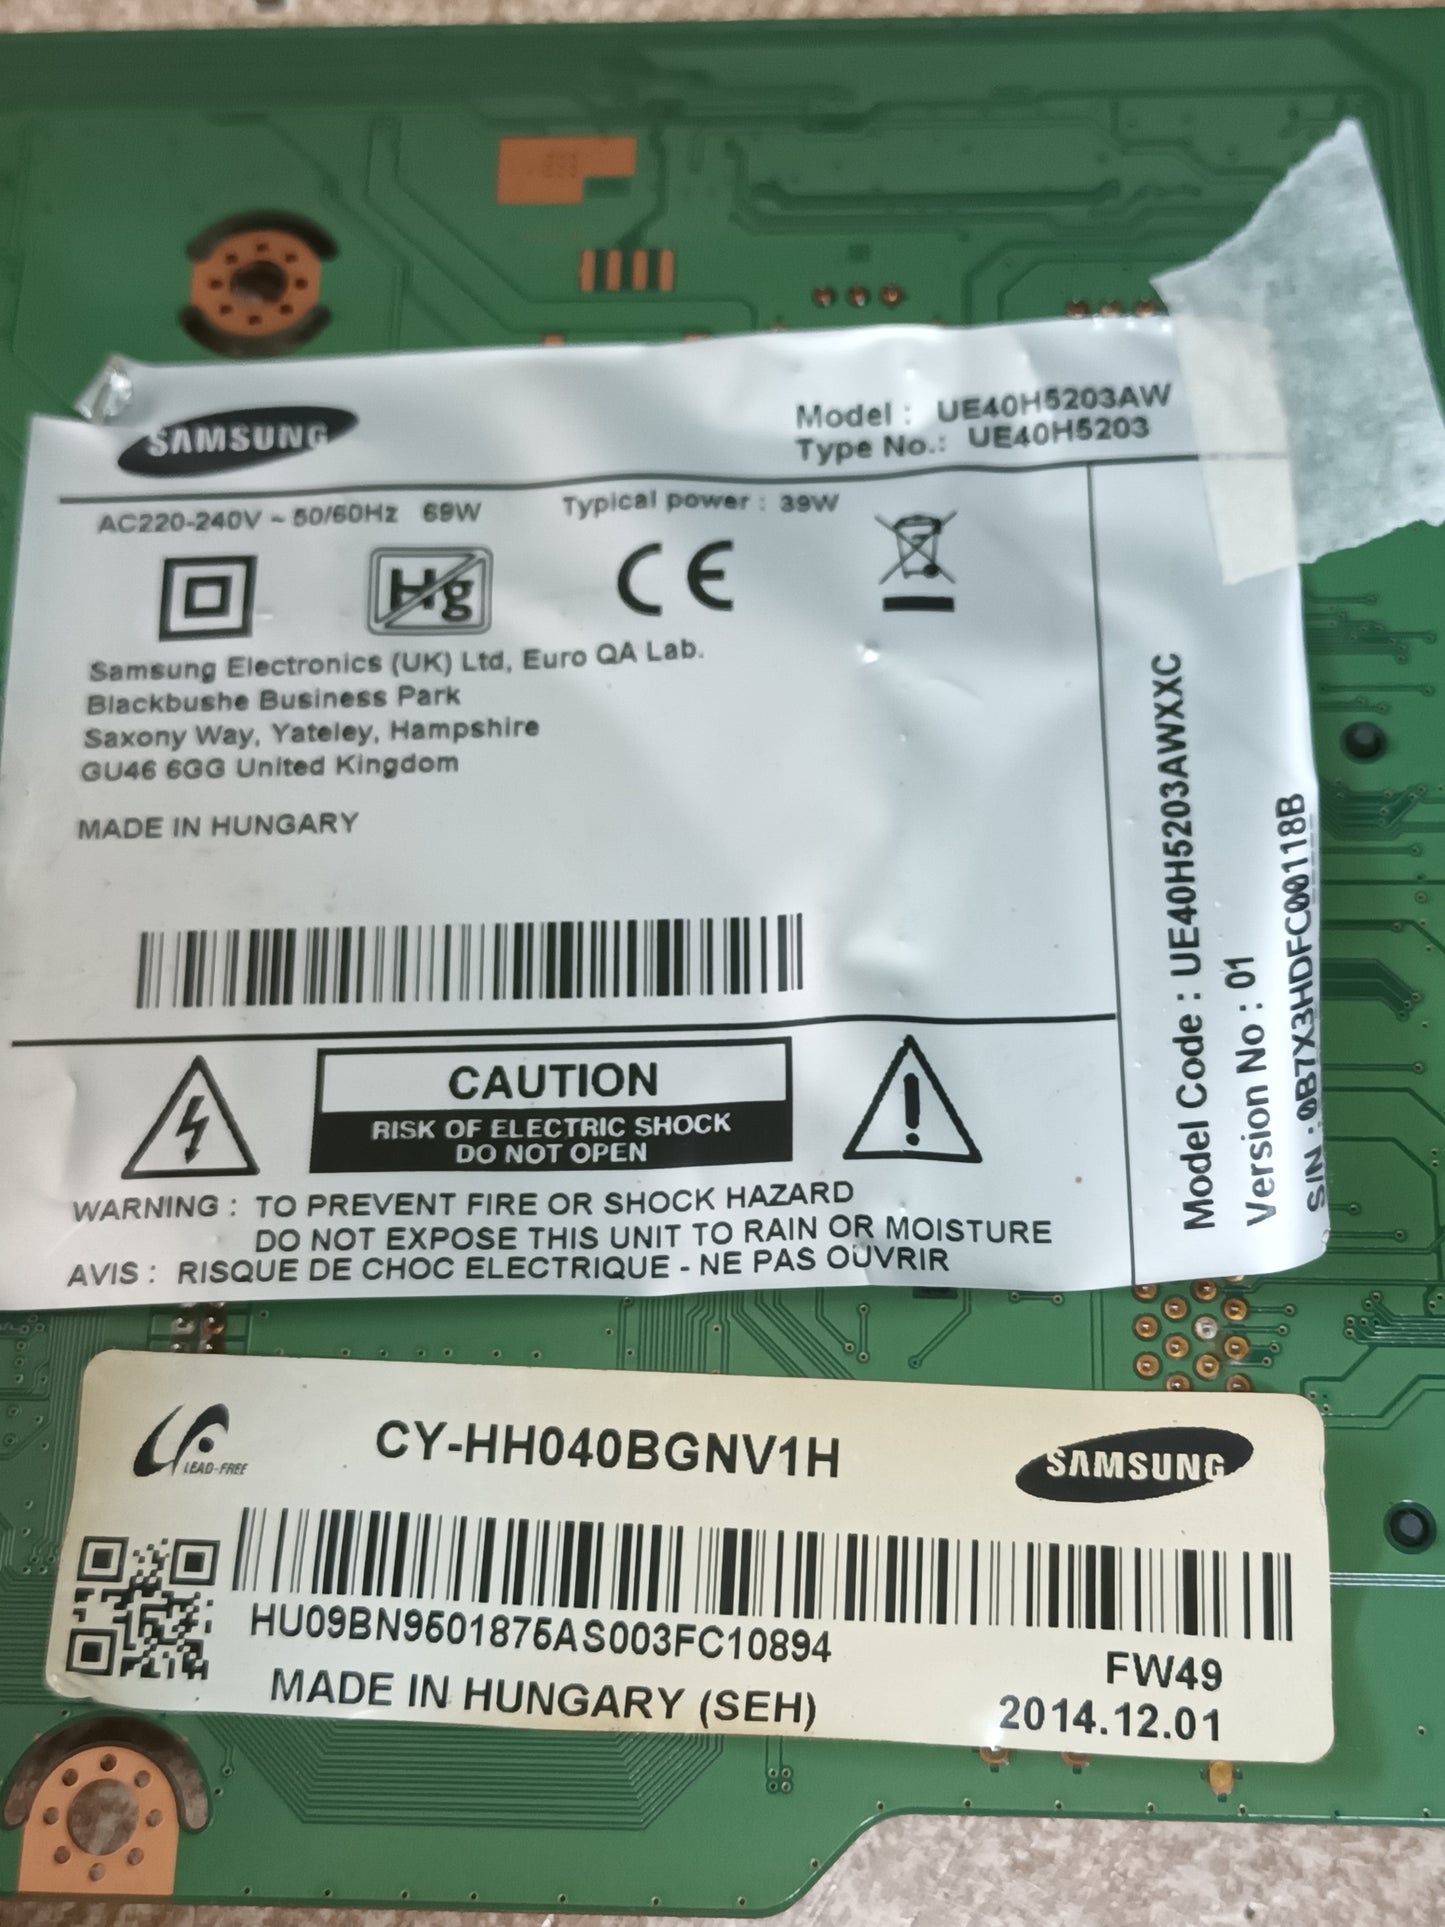 SAMSUNG
Model : UE40H5203AW
Type No.: UE40H5203
AC220-240V ~ 50/60Hz 69W
Typical power : 39W
Hg
CE
Samsung Electronics (UK) Ltd, Euro QA Lab.
Blackbushe Business Park
Saxony Way, Yateley, Hampshire
GU46 6GG United Kingdom
MADE IN HUNGARY
CAUTION
RISK OF ELECTRIC SHOCK
DO NOT OPEN
WARNING : TO PREVENT FIRE OR SHOCK HAZARD
DO NOT EXPOSE THIS UNIT TO RAIN OR MOISTURE
AVIS : RISQUE DE CHOC ELECTRIQUE - NE PAS OUVRIR
Model Code : UE40H5203AWXXC
Version No : 01
S/N : 0B7X3HDFC00118B
LEAD-FREE
CY-HH040BGNV1H
SAMSUNG
HU09BN9501875AS003FC10894
MADE IN HUNGARY (SEH)
FW49
2014.12.01